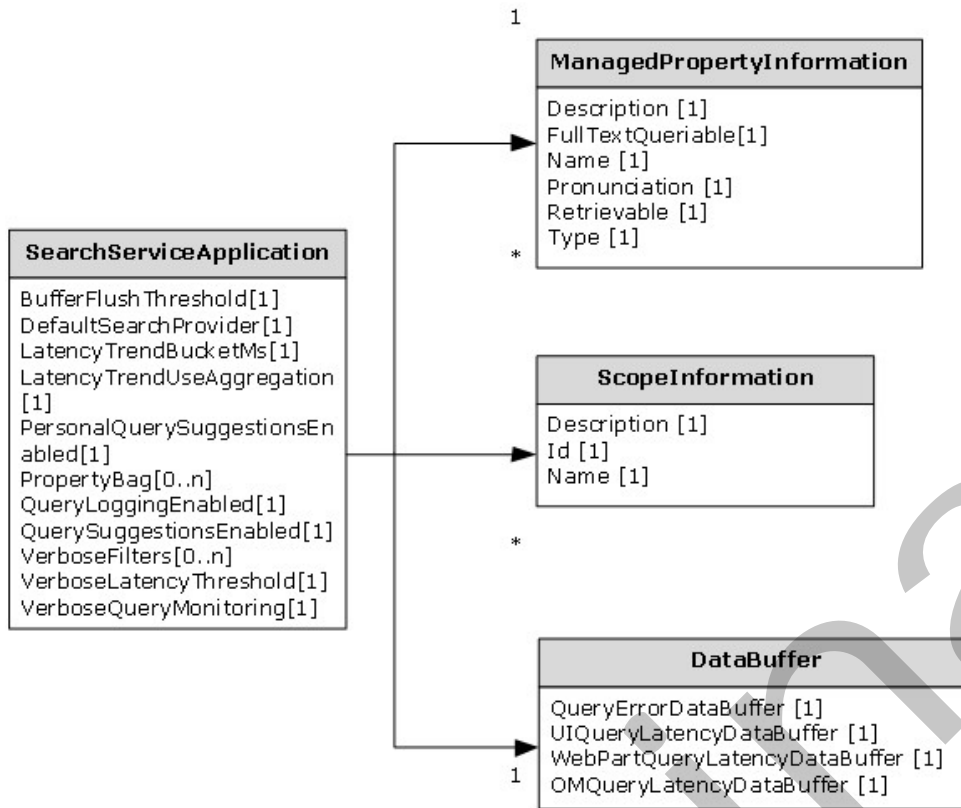 1
ManagedPropertyInformation
Description [1]
FullTextQueriable[1]
Name [1]
Pronunciation [1]
Retrievable [1]
Type [1]
*
SearchServiceApplication
BufferFlushThreshold[1]
DefaultSearchProvider[1]
LatencyTrendBucketMs[1]
LatencyTrendUseAggregation
[1]
PersonalQuerySuggestionsEn
abled[1]
PropertyBag[0..n]
QueryLoggingEnabled[1]
QuerySuggestionsEnabled[1]
VerboseFilters[0..n]
VerboseLatencyThreshold[1]
VerboseQueryMonitoring[1]
ScopeInformation
Description [1]
Id [1]
Name [1]
*
DataBuffer
QueryErrorDataBuffer [1]
UIQueryLatencyDataBuffer [1]
WebPartQueryLatencyDataBuffer [1]
OMQueryLatencyDataBuffer [1]
1